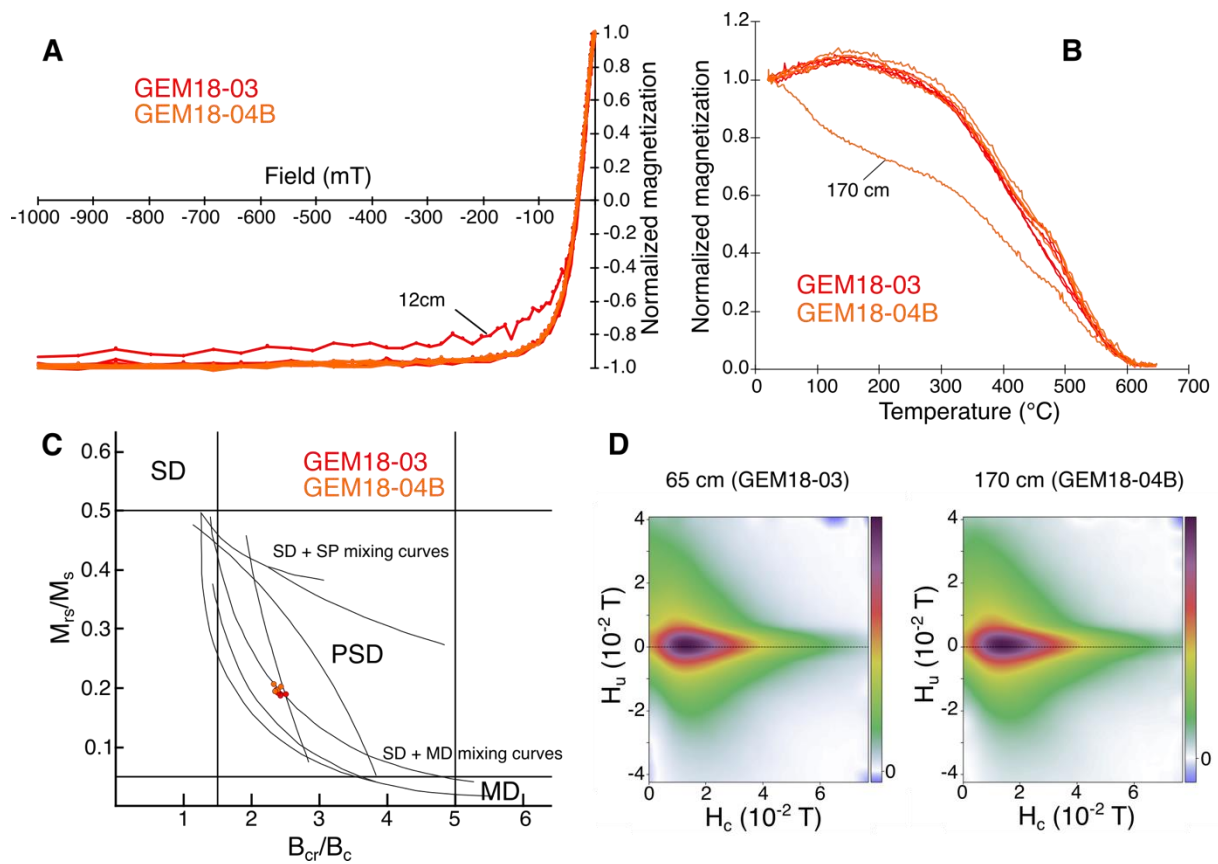 A
GEM18-03
GEM18-04B
Field (mT)
-1000 -900 -800 -700 -600 -500 -400 -300 -200 -100
1.0
0.8
0.6
0.4
0.2
0.0
-0.2
-0.4
-0.6
-0.8
-1.0
Normalized magnetization
12cm
B
1.2
1.0
0.8
0.6
0.4
0.2
0.0
Normalized magnetization
170 cm
GEM18-03
GEM18-04B
0 100 200 300 400 500 600 700
Temperature (°C)
C
GEM18-03
GEM18-04B
0.6
0.5
0.4
0.3
0.2
0.1
Mrs/Ms
SD
SD + SP mixing curves
PSD
SD + MD mixing curves
MD
1 2 3 4 5 6
Bcr/Bc
D
65 cm (GEM18-03)
4
2
0
-2
-4
Hu (10-2 T)
0
0 2 4 6
Hc (10-2 T)
170 cm (GEM18-04B)
4
2
0
-2
-4
Hu (10-2 T)
0
0 2 4 6
Hc (10-2 T)